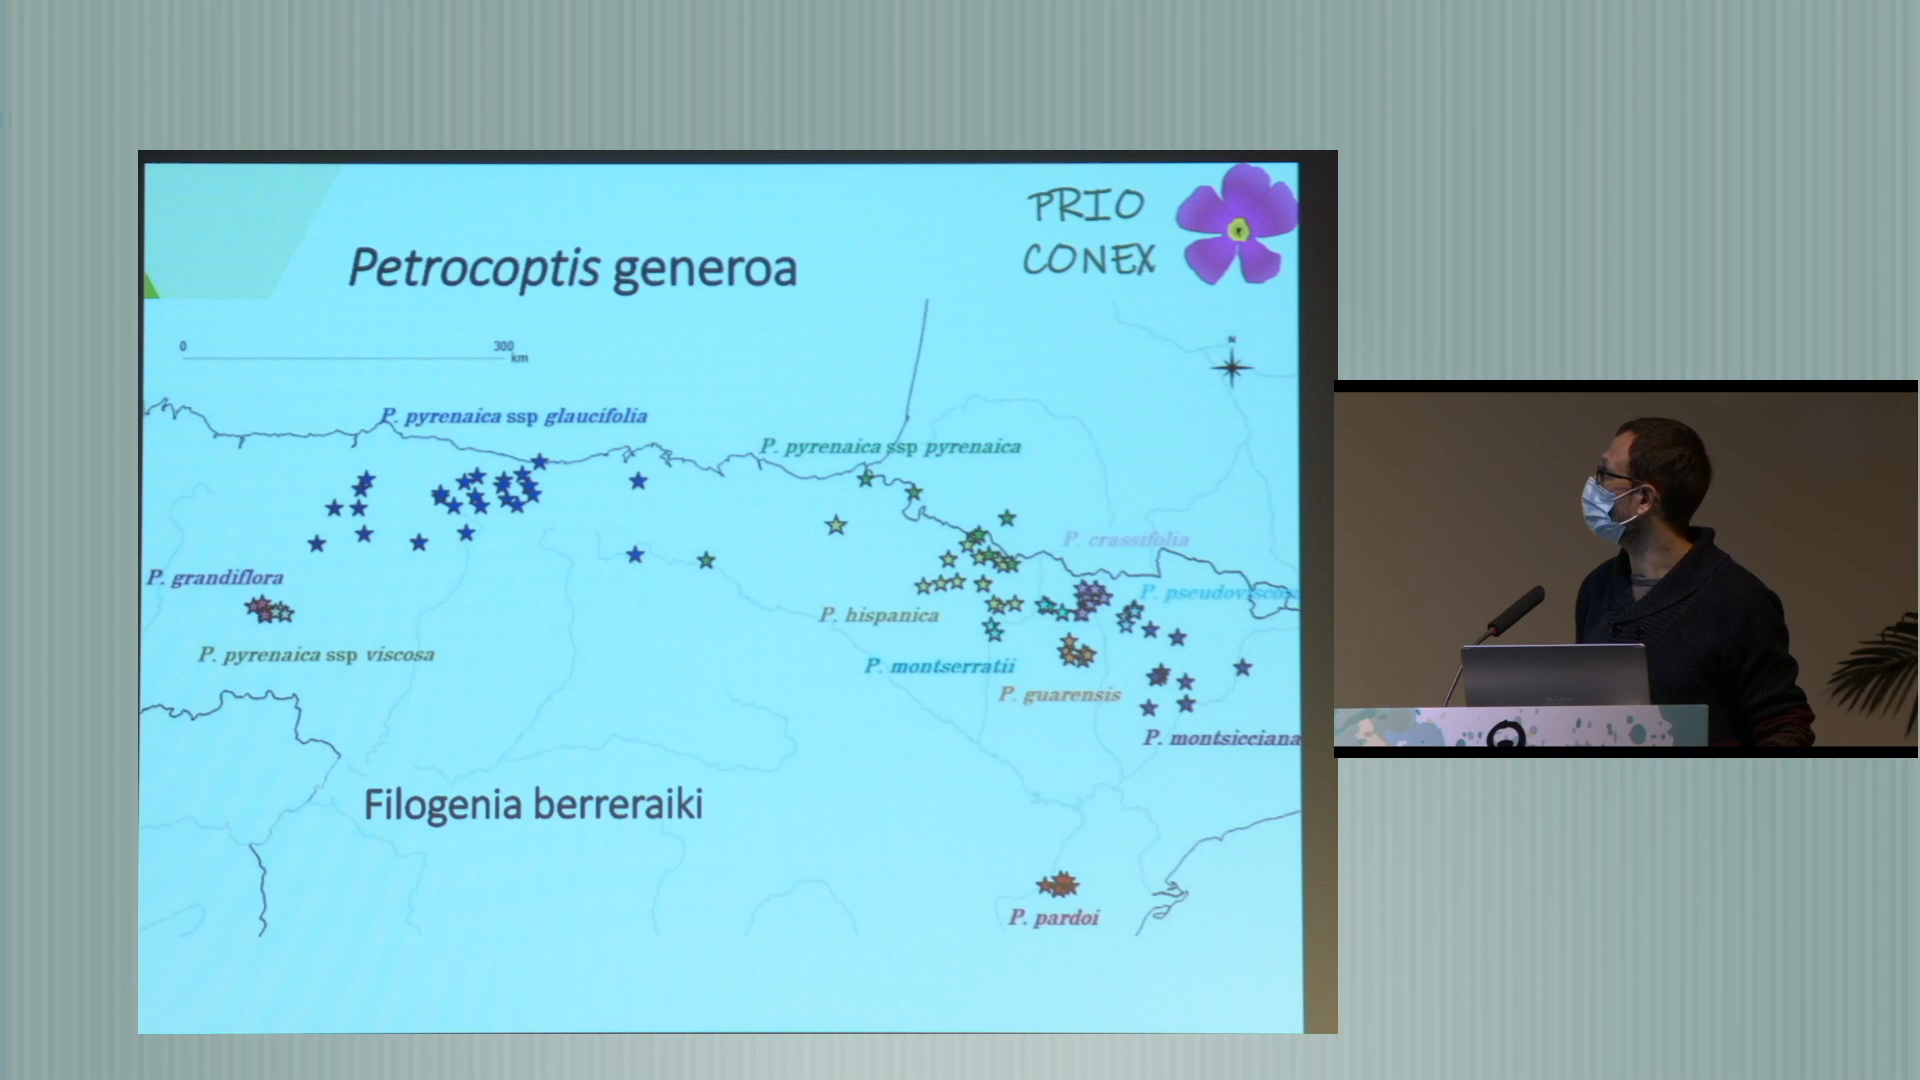 PRIO
CONEX
Petrocoptis generoa
0 300
km
N
P. pyrenaica ssp glaucifolia
P. pyrenaica ssp pyrenaica
P. crassifolia
P. grandiflora
P. pseudoviscosa
P. hispanica
P. pyrenaica ssp viscosa
P. montserratii
P. guarensis
P. montsicciana
Filogenia berreraiki
P. pardoi